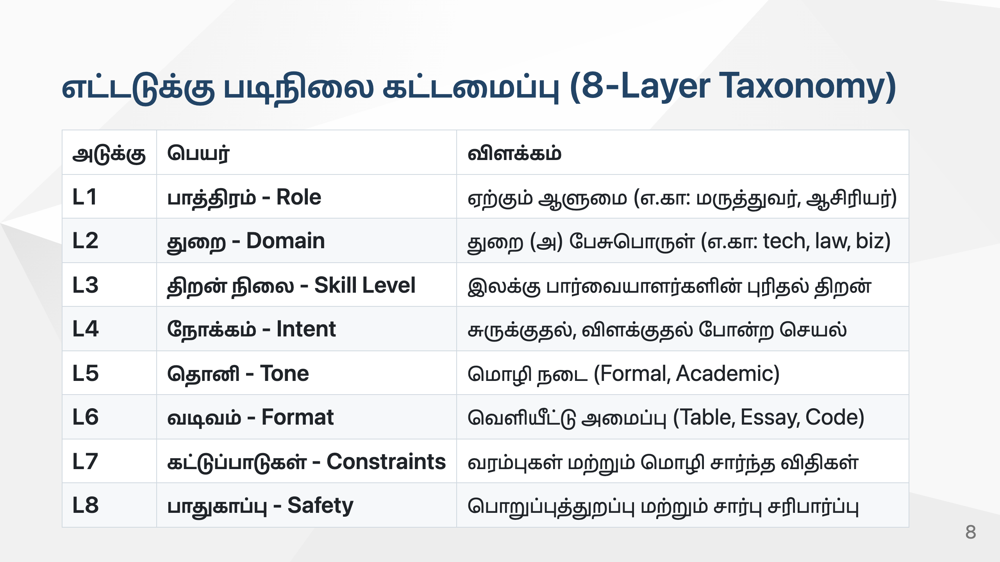 எட்டடுக்கு படிநிலை கட்டமைப்பு (8-Layer Taxonomy)
அடுக்கு பெயர் விளக்கம்
L1 பாத்திரம் - Role ஏற்கும் ஆளுமை (எ.கா: மருத்துவர், ஆசிரியர்)
L2 துறை - Domain துறை (அ) பேசுபொருள் (எ.கா: tech, law, biz)
L3 திறன் நிலை - Skill Level இலக்கு பார்வையாளர்களின் புரிதல் திறன்
L4 நோக்கம் - Intent சுருக்குதல், விளக்குதல் போன்ற செயல்
L5 தொனி - Tone மொழி நடை (Formal, Academic)
L6 வடிவம் - Format வெளியீட்டு அமைப்பு (Table, Essay, Code)
L7 கட்டுப்பாடுகள் - Constraints வரம்புகள் மற்றும் மொழி சார்ந்த விதிகள்
L8 பாதுகாப்பு - Safety பொறுப்புத்துறப்பு மற்றும் சார்பு சரிபார்ப்பு
8